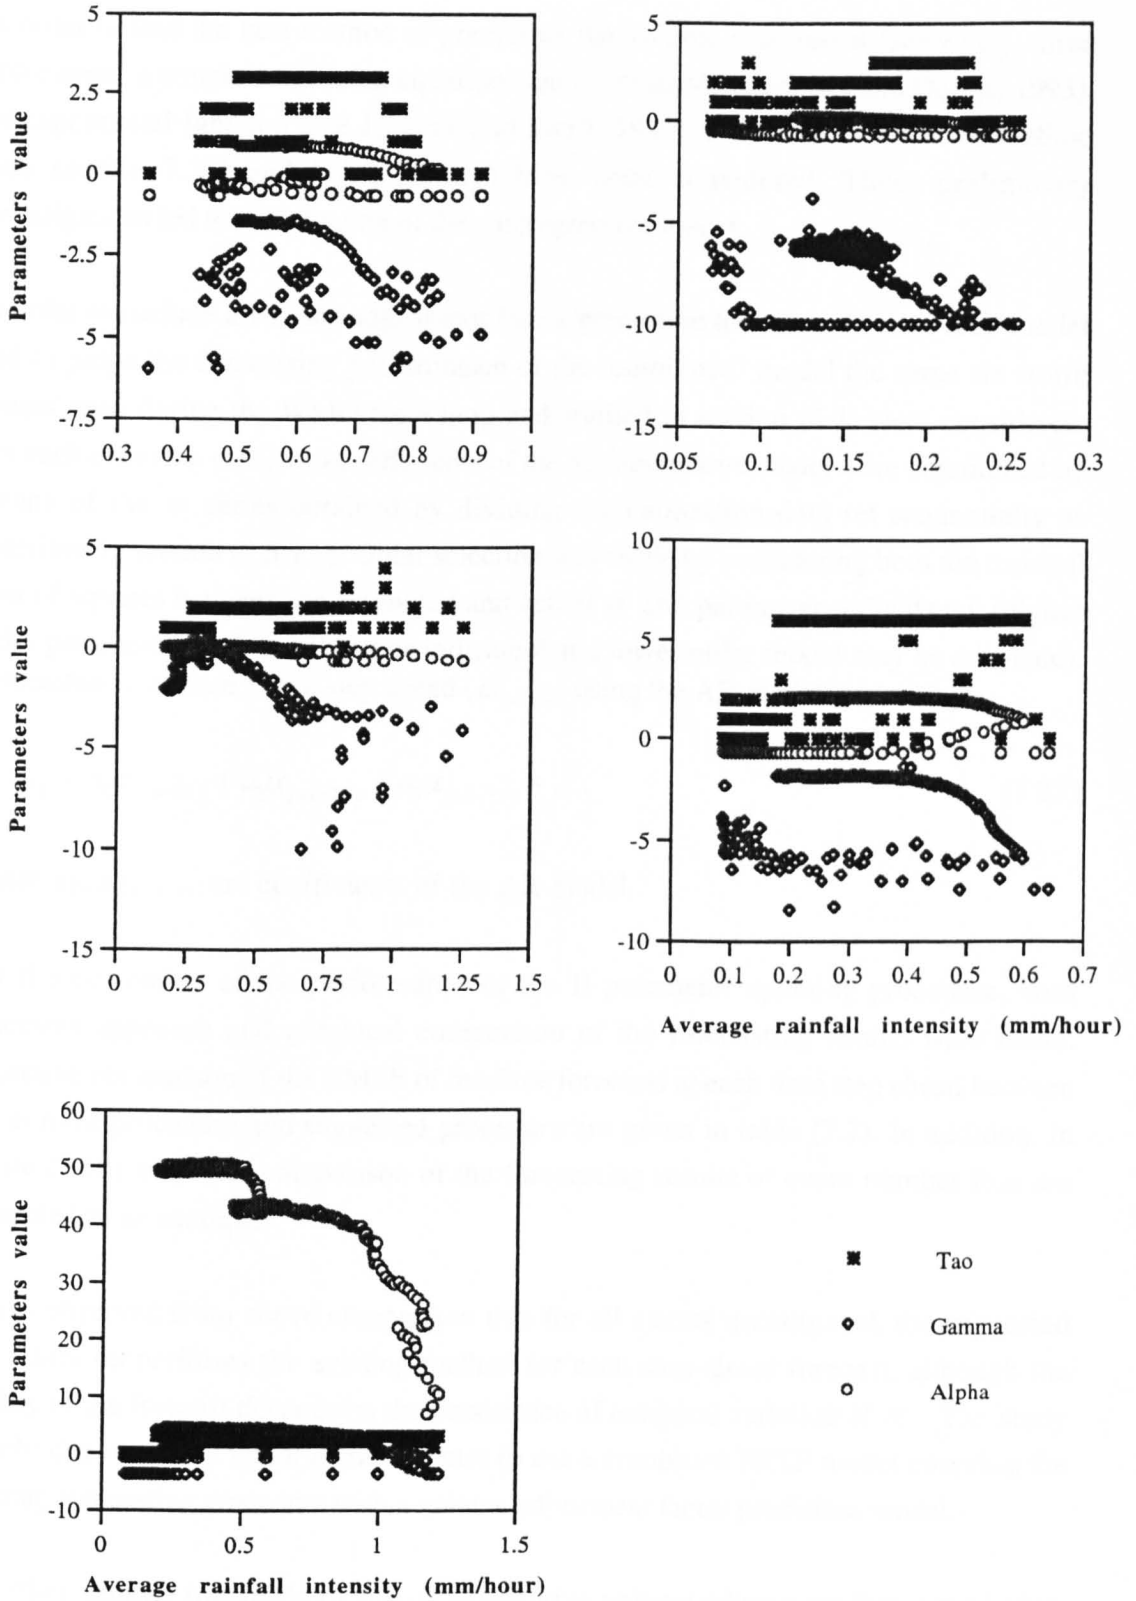 5
2.5
0
-2.5
-5
-7.5
0.3 0.4 0.5 0.6 0.7 0.8 0.9 1
Parameters value
5
0
-5
-10
-15
0.05 0.1 0.15 0.2 0.25 0.3
5
0
-5
-10
-15
0 0.25 0.5 0.75 1 1.25 1.5
Parameters value
10
5
0
-5
-10
0 0.1 0.2 0.3 0.4 0.5 0.6 0.7
Average rainfall intensity (mm/hour)
60
50
40
30
20
10
0
-10
0 0.5 1 1.5
Parameters value
Average rainfall intensity (mm/hour)
Tao
Gamma
Alpha